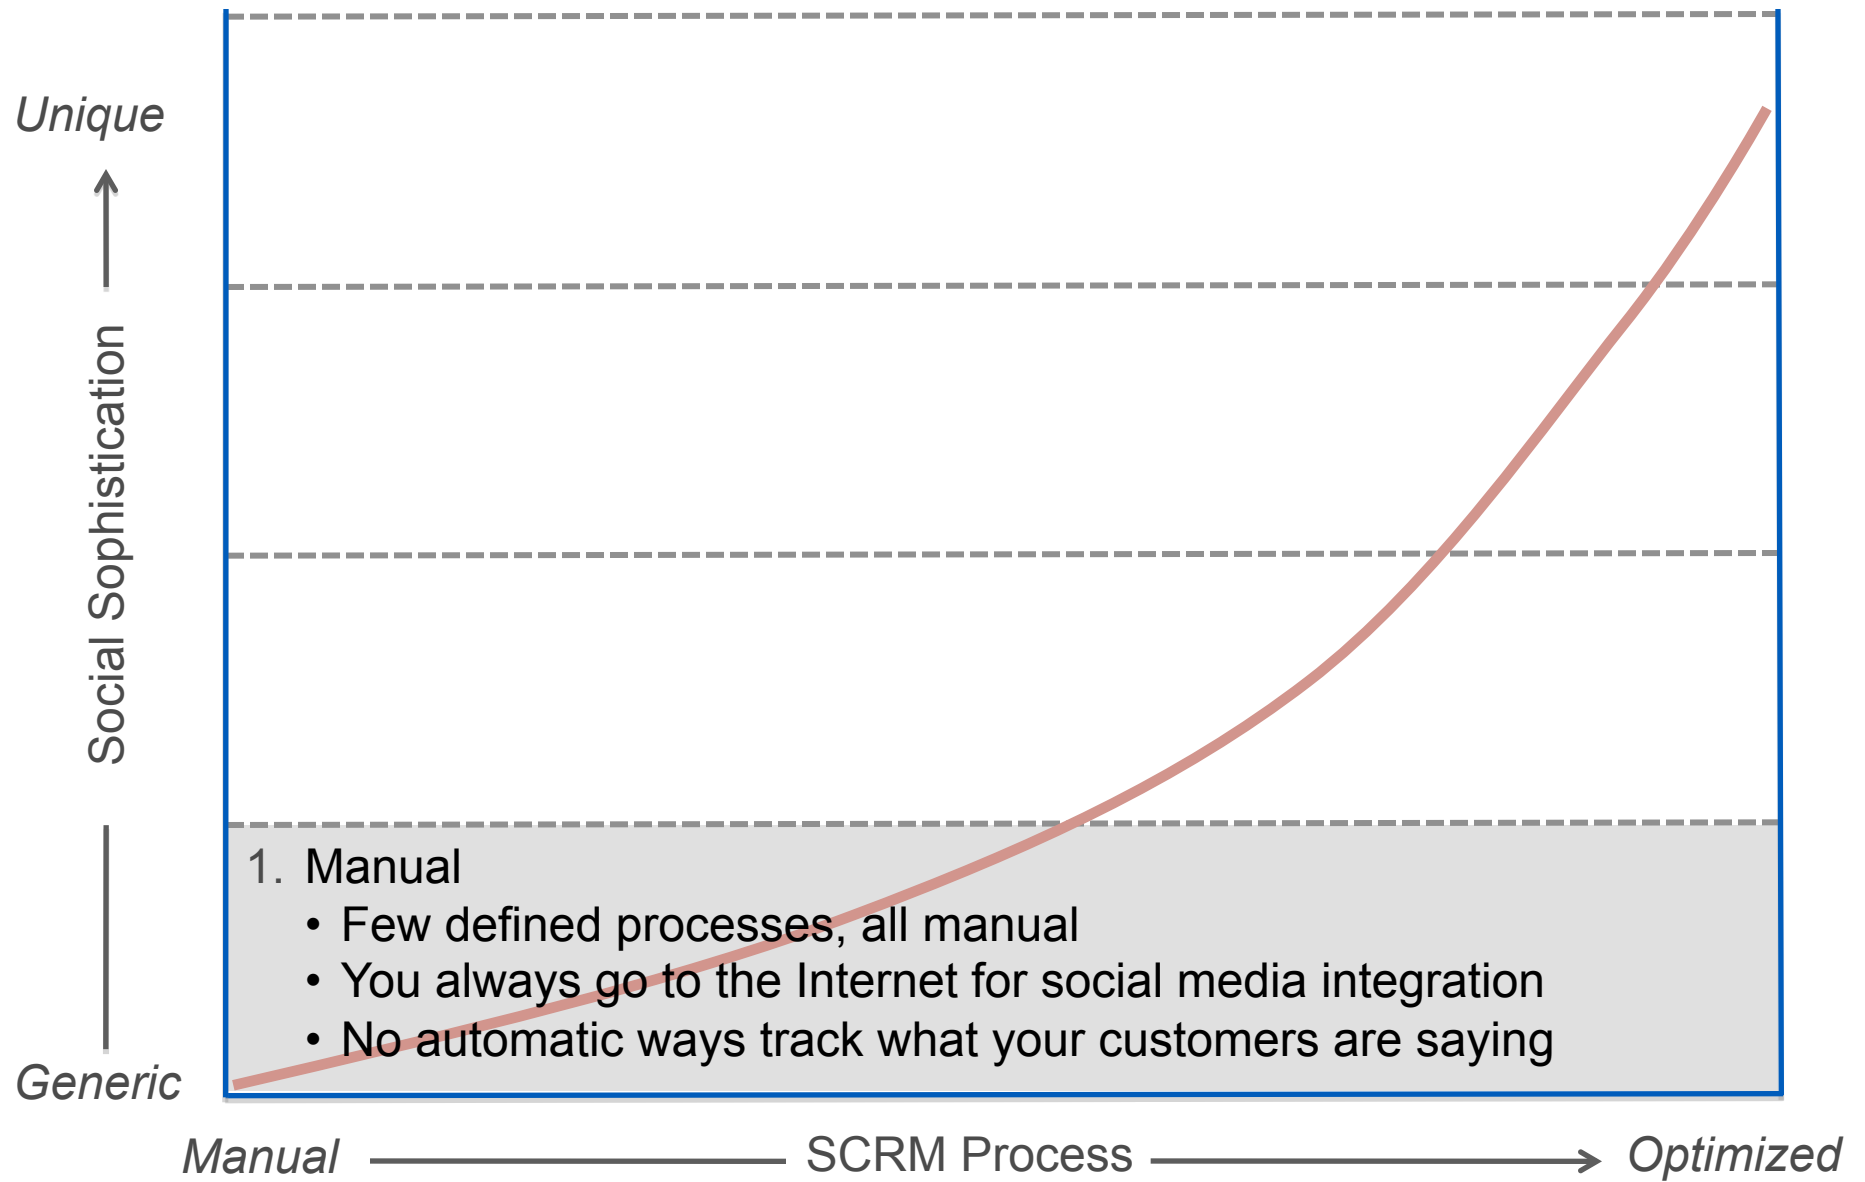 Unique
Social Sophistication
1. Manual
• Few defined processes, all manual
• You always go to the Internet for social media integration
• No automatic ways track what your customers are saying
Generic
Manual
SCRM Process
Optimized